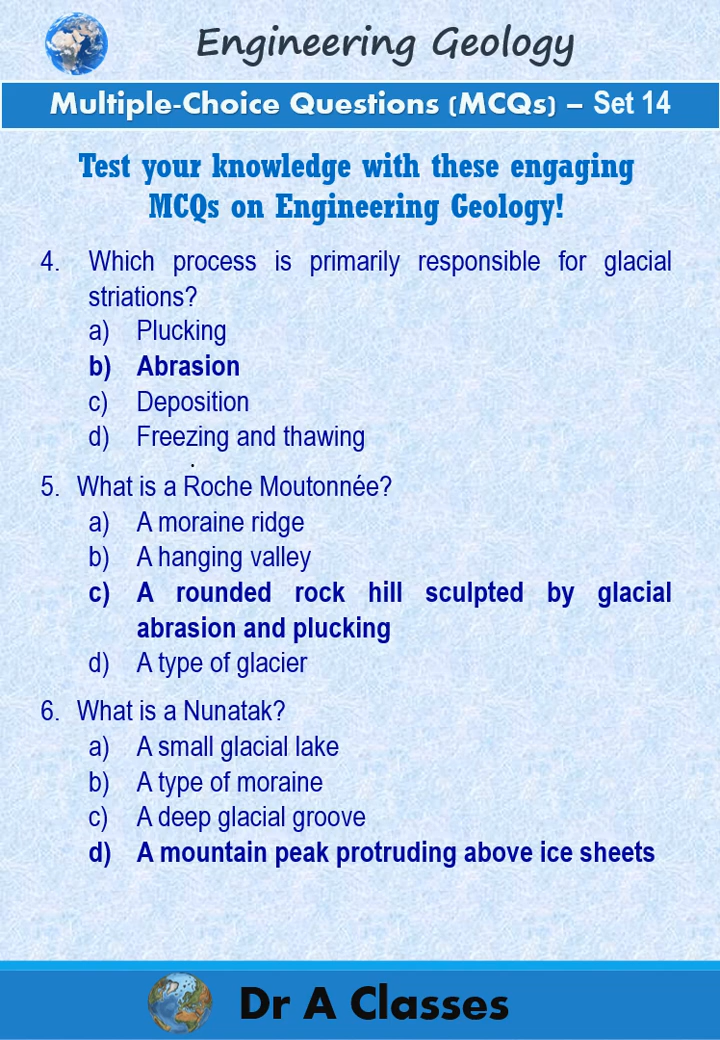 Engineering Geology
Multiple-Choice Questions (MCQs) – Set 14
Test your knowledge with these engaging
MCQs on Engineering Geology!
4. Which process is primarily responsible for glacial
striations?
a) Plucking
b) Abrasion
c) Deposition
d) Freezing and thawing
.
5. What is a Roche Moutonnée?
a) A moraine ridge
b) A hanging valley
c) A rounded rock hill sculpted by glacial
abrasion and plucking
d) A type of glacier
6. What is a Nunatak?
a) A small glacial lake
b) A type of moraine
c) A deep glacial groove
d) A mountain peak protruding above ice sheets
Dr A Classes